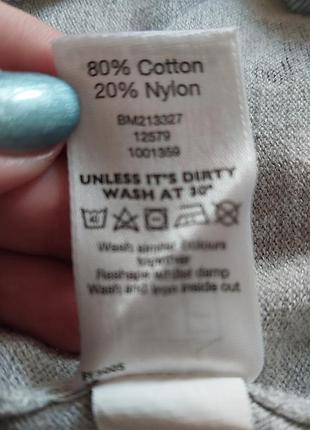 80% Cotton
20% Nylon
BM213327
12579
1001359
UNLESS IT'S DIRTY
WASH AT 30°
Wash similar colours
together
Reshape whilst damp
Wash and iron inside out